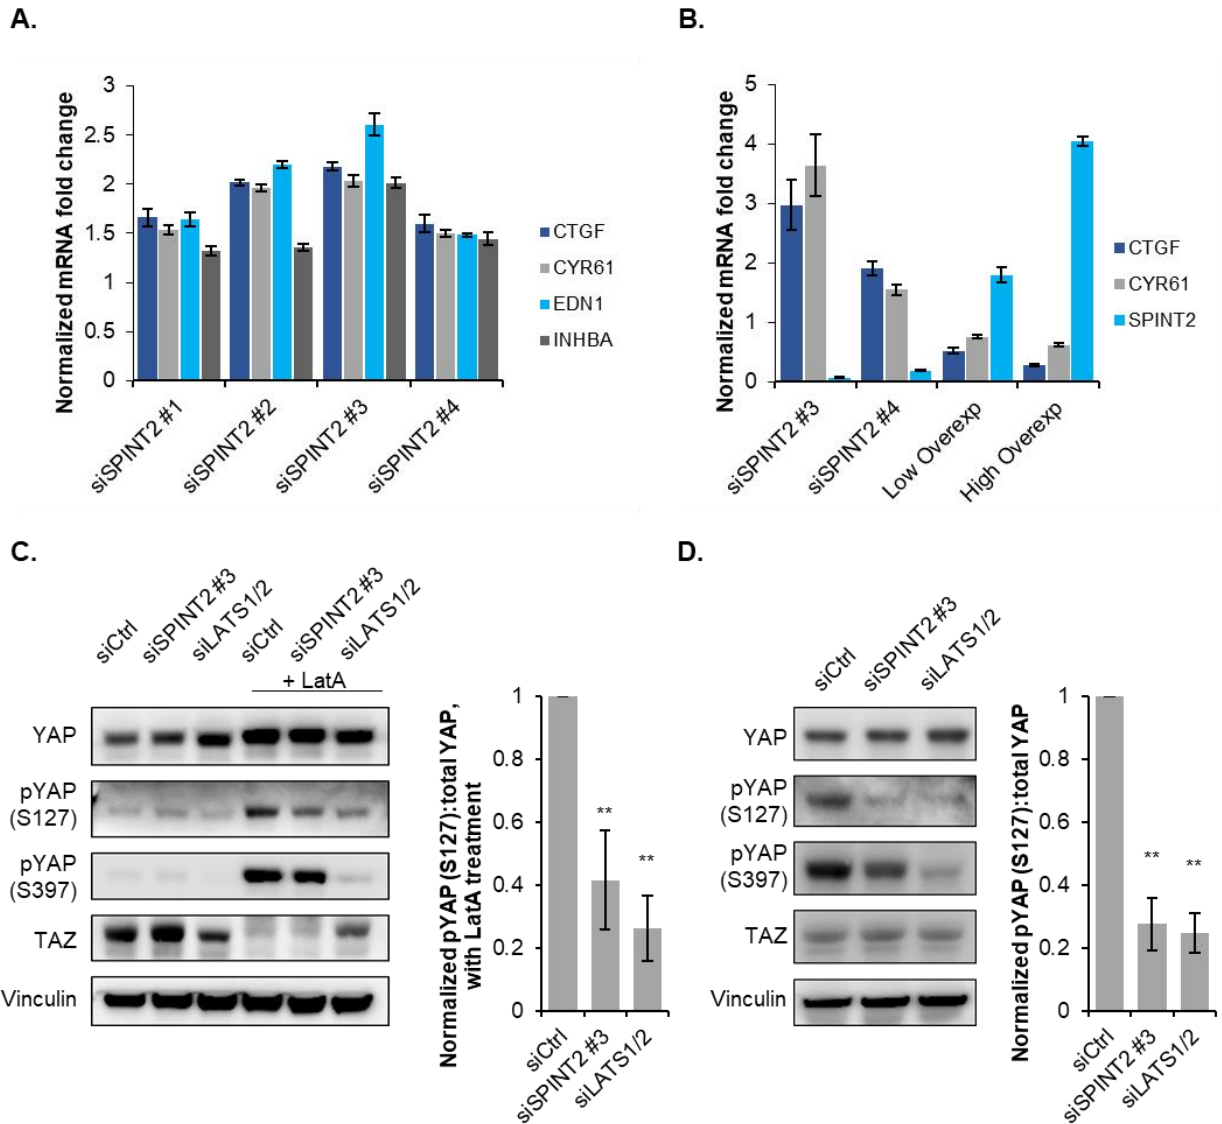 A.
Normalized mRNA fold change
3
2.5
2
1.5
1
0.5
0
siSPINT2 #1
siSPINT2 #2
siSPINT2 #3
siSPINT2 #4
CTGF
CYR61
EDN1
INHBA
B.
Normalized mRNA fold change
5
4
3
2
1
0
siSPINT2 #3
siSPINT2 #4
Low Overexp
High Overexp
CTGF
CYR61
SPINT2
C.
siCtrl
siSPINT2 #3
siLATS1/2
siCtrl
siSPINT2 #3
siLATS1/2
+ LatA
YAP
pYAP
(S127)
pYAP
(S397)
TAZ
Vinculin
Normalized pYAP (S127):total YAP,
with LatA treatment
1
0.8
0.6
0.4
0.2
0
**
**
siCtrl
siSPINT2 #3
siLATS1/2
D.
siCtrl
siSPINT2 #3
siLATS1/2
YAP
pYAP
(S127)
pYAP
(S397)
TAZ
Vinculin
Normalized pYAP (S127):total YAP
1
0.8
0.6
0.4
0.2
0
**
**
siCtrl
siSPINT2 #3
siLATS1/2